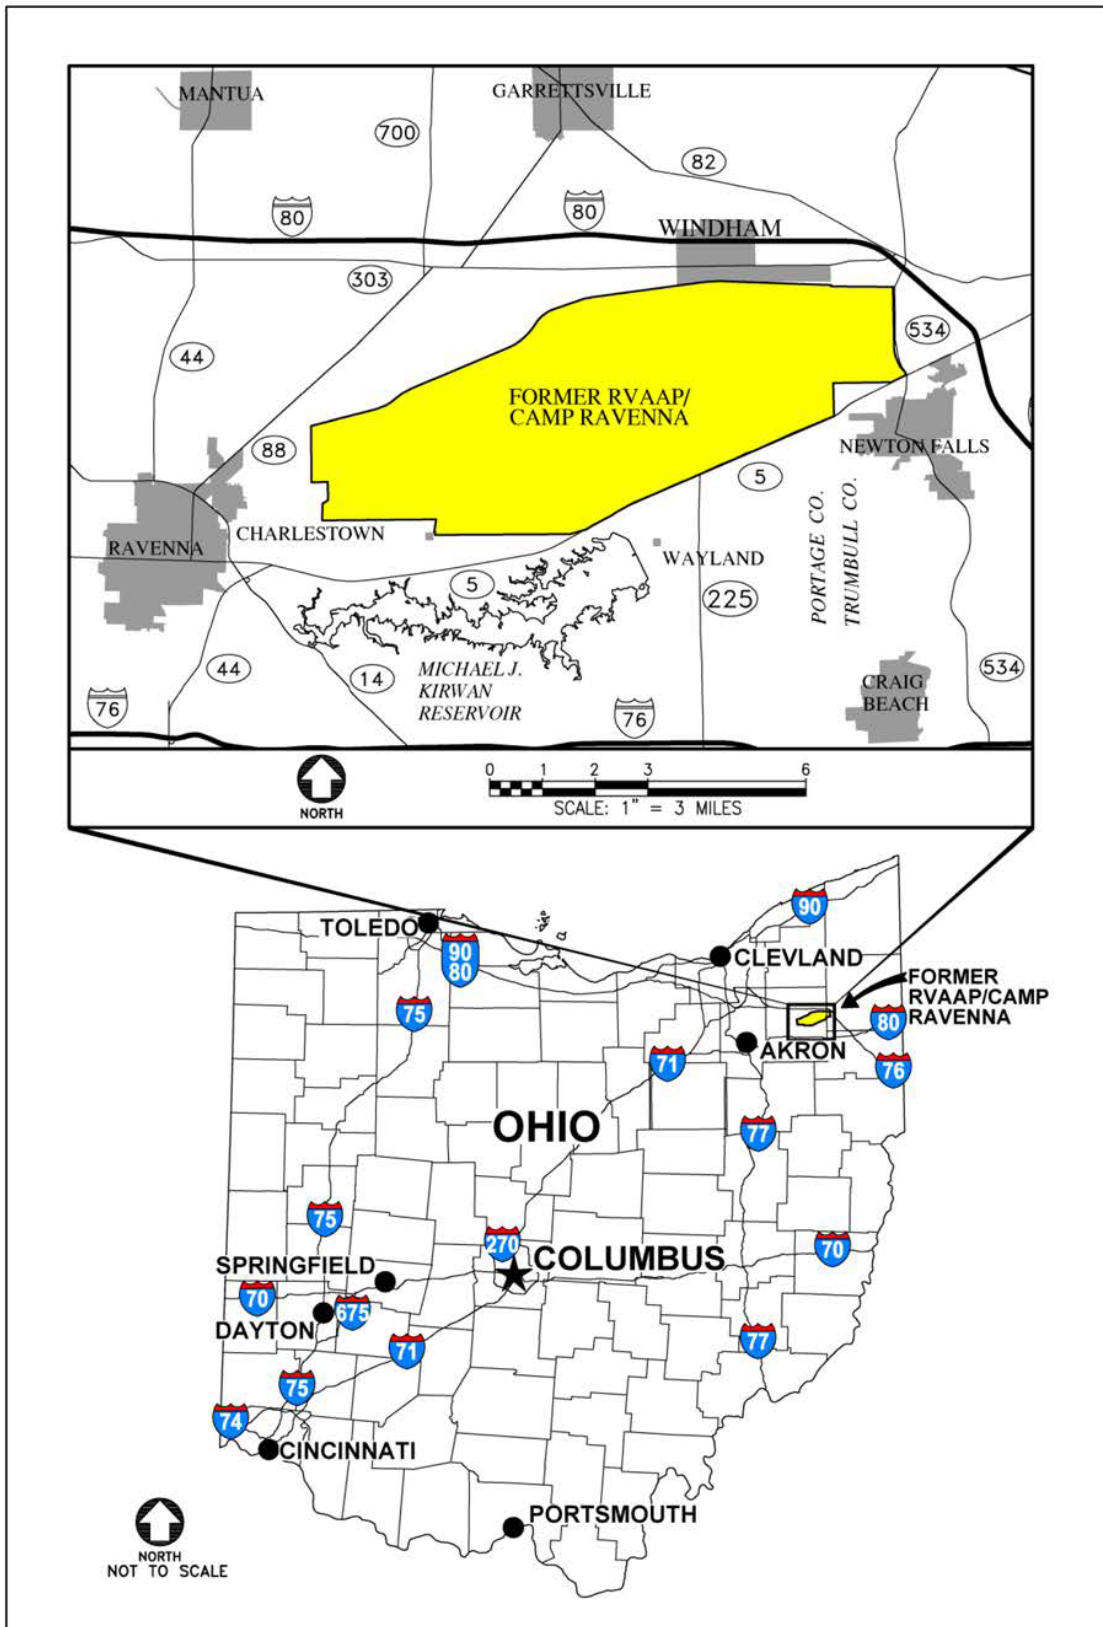 MANTUA
GARRETTSVILLE
700
82
80
80
WINDHAM
303
534
44
FORMER RVAAP/
CAMP RAVENNA
88
NEWTON FALLS
5
CHARLESTOWN
RAVENNA
WAYLAND
PORTAGE CO.
TRUMBULL CO.
5
225
44
14
MICHAEL J.
KIRWAN
RESERVOIR
534
CRAIG
BEACH
76
76
NORTH
0 1 2 3 6
SCALE: 1" = 3 MILES
90
TOLEDO
90
80
CLEVLAND
FORMER
RVAAP/CAMP
RAVENNA
75
80
AKRON
71
76
OHIO
77
75
270
70
COLUMBUS
SPRINGFIELD
70
675
DAYTON
71
77
75
74
CINCINNATI
PORTSMOUTH
NORTH
NOT TO SCALE